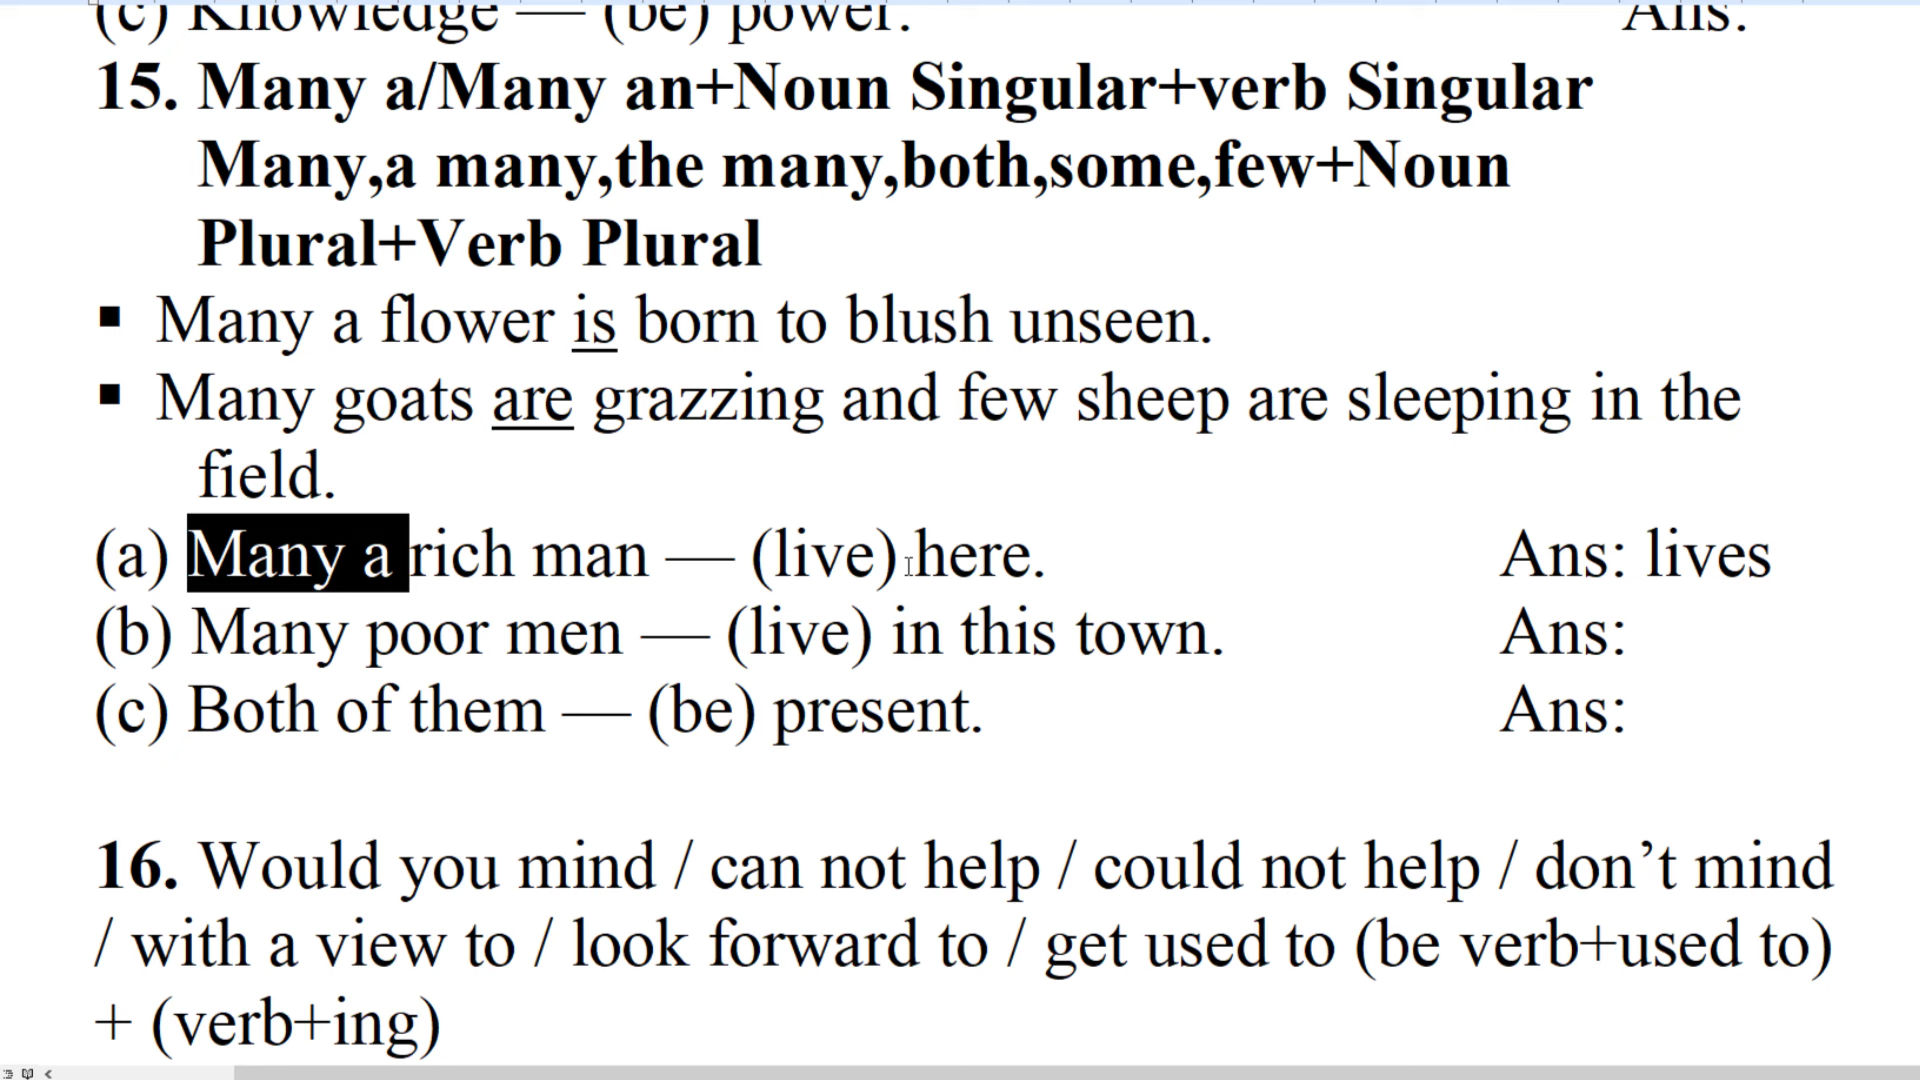 (c) Knowledge — (be) power. Ans:
15. Many a/Many an+Noun Singular+verb Singular
Many,a many,the many,both,some,few+Noun
Plural+Verb Plural
▪ Many a flower is born to blush unseen.
▪ Many goats are grazzing and few sheep are sleeping in the
field.
(a) Many a rich man — (live) here. Ans: lives
(b) Many poor men — (live) in this town. Ans:
(c) Both of them — (be) present. Ans:
16. Would you mind / can not help / could not help / don’t mind
/ with a view to / look forward to / get used to (be verb+used to)
+ (verb+ing)